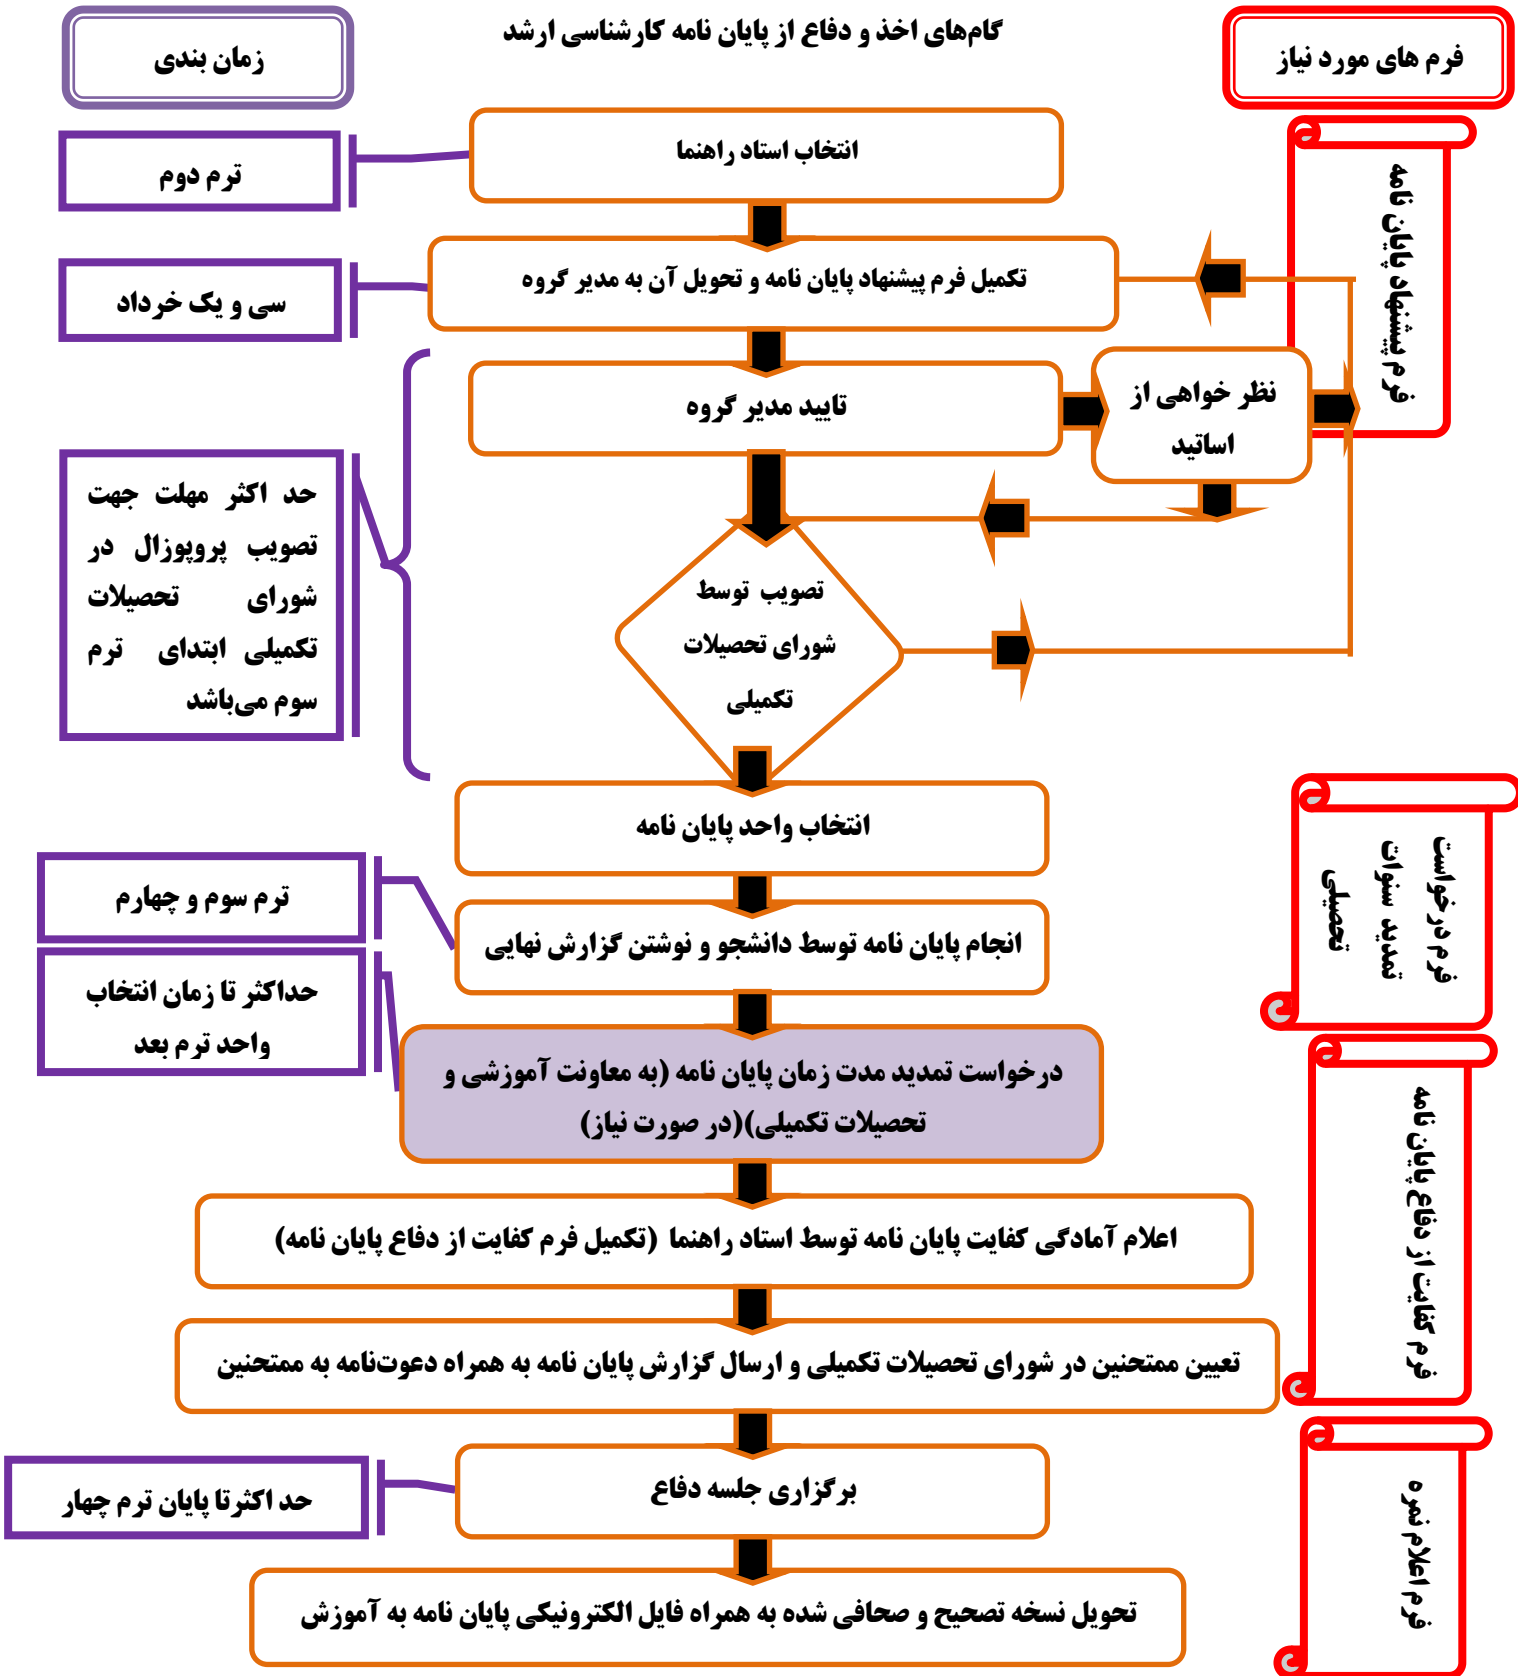 گام‌های اخذ و دفاع از پایان نامه کارشناسی ارشد
فرم های مورد نیاز
زمان بندی
انتخاب استاد راهنما
ترم دوم
فرم پیشنهاد پایان نامه
تکمیل فرم پیشنهاد پایان نامه و تحویل آن به مدیر گروه
سی و یک خرداد
تایید مدیر گروه
نظر خواهی از
اساتید
حد اکثر مهلت جهت
تصویب پروپوزال در
شورای تحصیلات
تکمیلی ابتدای ترم
سوم می‌باشد
تصویب توسط
شورای تحصیلات
تکمیلی
انتخاب واحد پایان نامه
فرم درخواست
تمدید سنوات
تحصیلی
ترم سوم و چهارم
انجام پایان نامه توسط دانشجو و نوشتن گزارش نهایی
حداکثر تا زمان انتخاب
واحد ترم بعد
درخواست تمدید مدت زمان پایان نامه (به معاونت آموزشی و
تحصیلات تکمیلی)(در صورت نیاز)
فرم کفایت از دفاع پایان نامه
اعلام آمادگی کفایت پایان نامه توسط استاد راهنما (تکمیل فرم کفایت از دفاع پایان نامه)
تعیین ممتحنین در شورای تحصیلات تکمیلی و ارسال گزارش پایان نامه به همراه دعوت‌نامه به ممتحنین
برگزاری جلسه دفاع
حد اکثرتا پایان ترم چهار
فرم اعلام نمره
تحویل نسخه تصحیح و صحافی شده به همراه فایل الکترونیکی پایان نامه به آموزش